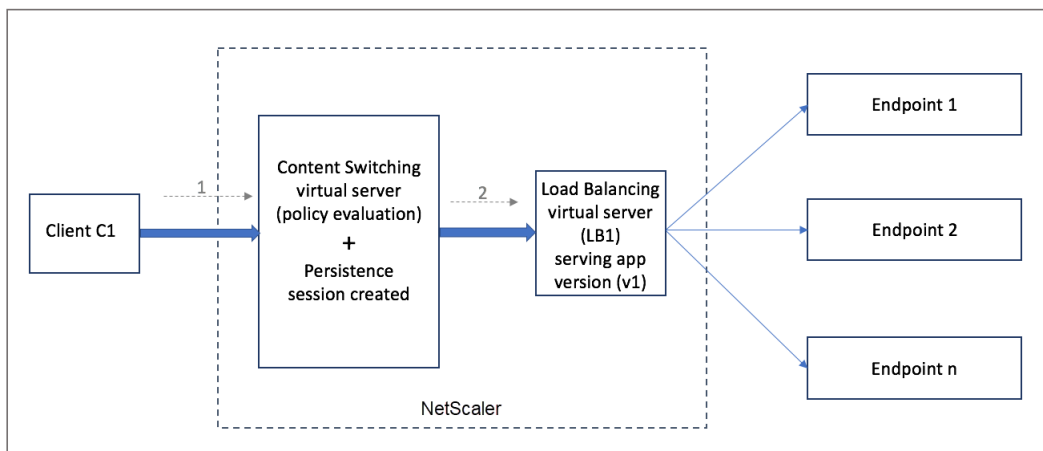 Client C1
1
Content Switching
virtual server
(policy evaluation)
+
Persistence
session created
2
Load Balancing
virtual server
(LB1)
serving app
version (v1)
NetScaler
Endpoint 1
Endpoint 2
Endpoint n